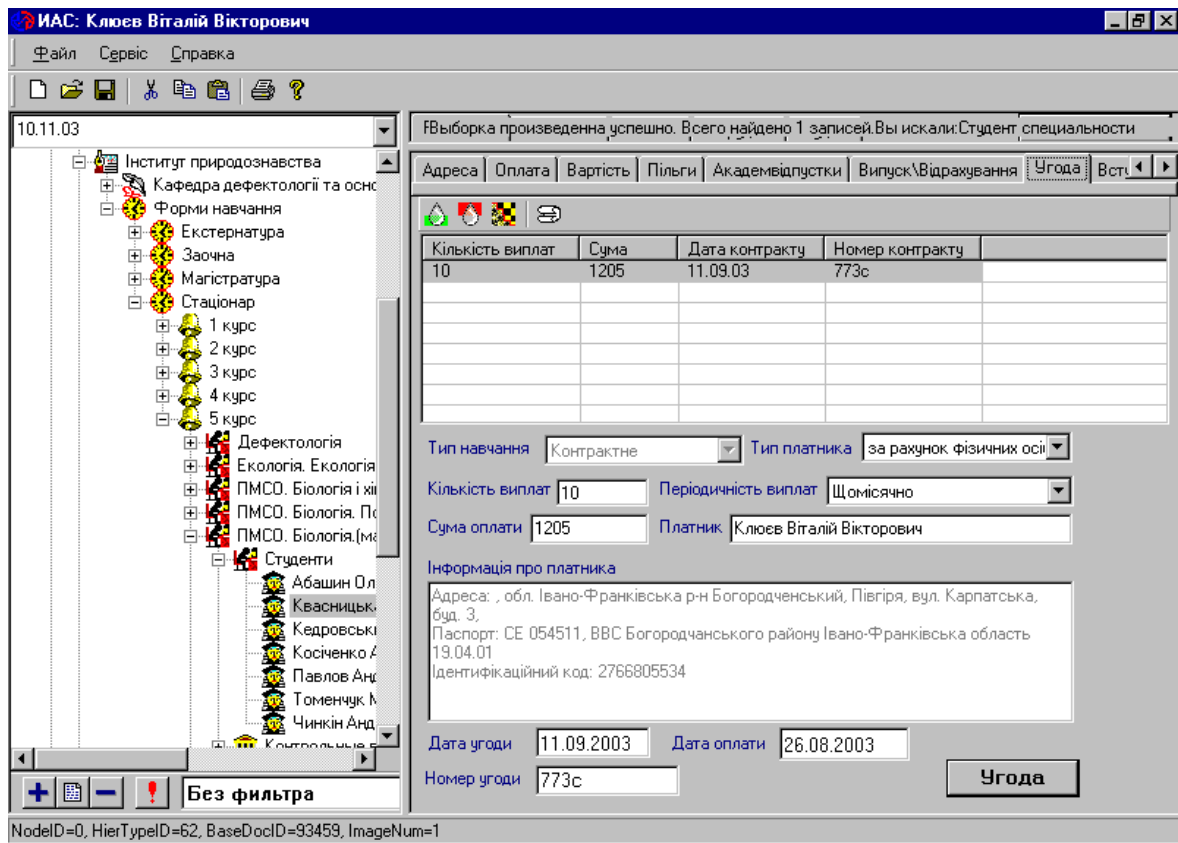 ИАС: Клюєв Віталій Вікторович
Файл Сервіс Справка
10.11.03
Інститут природознавства
Кафедра дефектології та осно
Форми навчання
Екстернатура
Заочна
Магістратура
Стаціонар
1 курс
2 курс
3 курс
4 курс
5 курс
Дефектологія
Екологія. Екологія
ПМСО. Біологія і хі
ПМСО. Біологія. По
ПМСО. Біологія.(ма
Студенти
Абашин Ол
Квасницьк
Кедровськ
Косіченко А
Павлов Анд
Томенчук М
Чинкін Анд
Контрольные
Без фильтра
FВыборка произведенна успешно. Всего найдено 1 записей.Вы искали:Студент специальности
Адреса Оплата Вартість Пільги Академвідпустки Випуск\Відрахування Угода Вст
Кількість виплат Сума Дата контракту Номер контракту
10 1205 11.09.03 773с
Тип навчання Контрактне Тип платника за рахунок фізичних осі
Кількість виплат 10 Періодичність виплат Щомісячно
Сума оплати 1205 Платник Клюєв Віталій Вікторович
Інформація про платника
Адреса: , обл. Івано-Франківська р-н Богородченський, Півгіря, вул. Карпатська,
буд. 3,
Паспорт: СЕ 054511, ВВС Богородчанського району Івано-Франківська область
19.04.01
Ідентифікаційний код: 2766805534
Дата угоди 11.09.2003 Дата оплати 26.08.2003
Номер угоди 773с
Угода
NodeID=0, HierTypeID=62, BaseDocID=93459, ImageNum=1